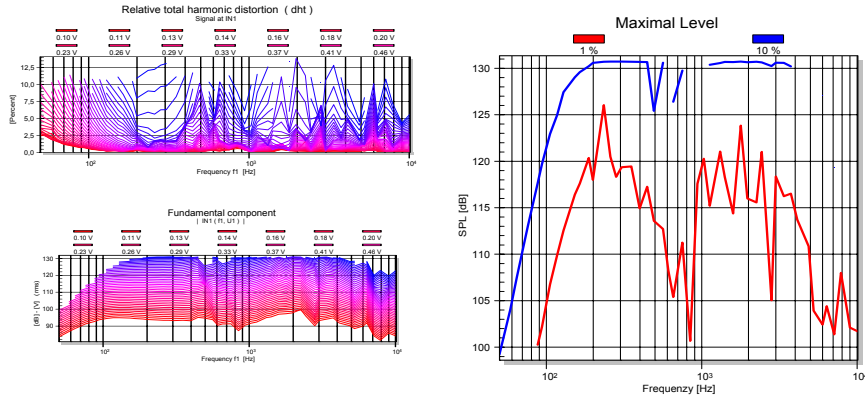 Relative total harmonic distortion ( dht )
Signal at IN1
0.10 V 0.11 V 0.13 V 0.14 V 0.16 V 0.18 V 0.20 V
0.23 V 0.26 V 0.29 V 0.33 V 0.37 V 0.41 V 0.46 V
[Percent]
12,5
10,0
7,5
5,0
2,5
0,0
10² 10³ 10⁴
Frequency f1 [Hz]
Fundamental component
| IN1 ( f1, U1 ) |
0.10 V 0.11 V 0.13 V 0.14 V 0.16 V 0.18 V 0.20 V
0.23 V 0.26 V 0.29 V 0.33 V 0.37 V 0.41 V 0.46 V
[dB] - [V] (rms)
130
120
110
100
90
10² 10³ 10⁴
Frequency f1 [Hz]
Maximal Level
1 % 10 %
SPL [dB]
130
125
120
115
110
105
100
10² 10³ 10
Frequenzy [Hz]